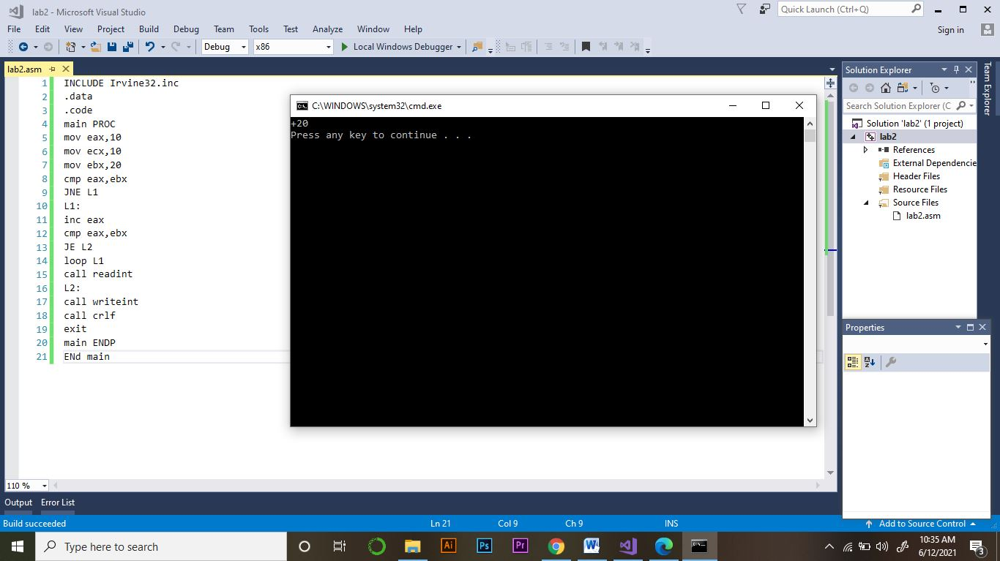 lab2 - Microsoft Visual Studio
Quick Launch (Ctrl+Q)
File Edit View Project Build Debug Team Tools Test Analyze Window Help
Sign in
Debug x86 Local Windows Debugger
lab2.asm
1 INCLUDE Irvine32.inc
2 .data
3 .code
4 main PROC
5 mov eax,10
6 mov ecx,10
7 mov ebx,20
8 cmp eax,ebx
9 JNE L1
10 L1:
11 inc eax
12 cmp eax,ebx
13 JE L2
14 loop L1
15 call readint
16 L2:
17 call writeint
18 call crlf
19 exit
20 main ENDP
21 ENd main
C:\WINDOWS\system32\cmd.exe
+20
Press any key to continue . . .
Solution Explorer
Search Solution Explorer (C
Solution 'lab2' (1 project)
lab2
References
External Dependencie
Header Files
Resource Files
Source Files
lab2.asm
Team Explorer
Properties
110 %
Output Error List
Build succeeded
Ln 21 Col 9 Ch 9 INS
Add to Source Control
Type here to search
Ai Ps Pr
10:35 AM
6/12/2021
3